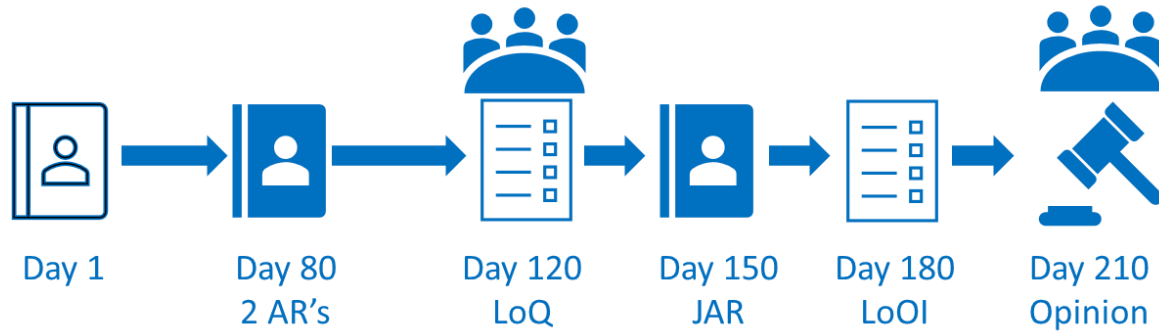 Day 1
Day 80
2 AR's
Day 120
LoQ
Day 150
JAR
Day 180
LoOI
Day 210
Opinion